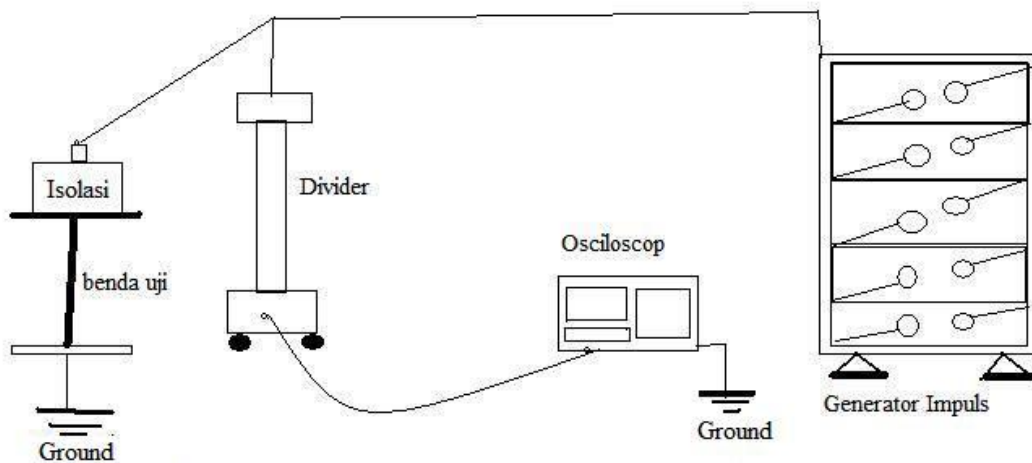 Isolasi
Divider
Osciloscop
benda uji
Generator Impuls
Ground
Ground